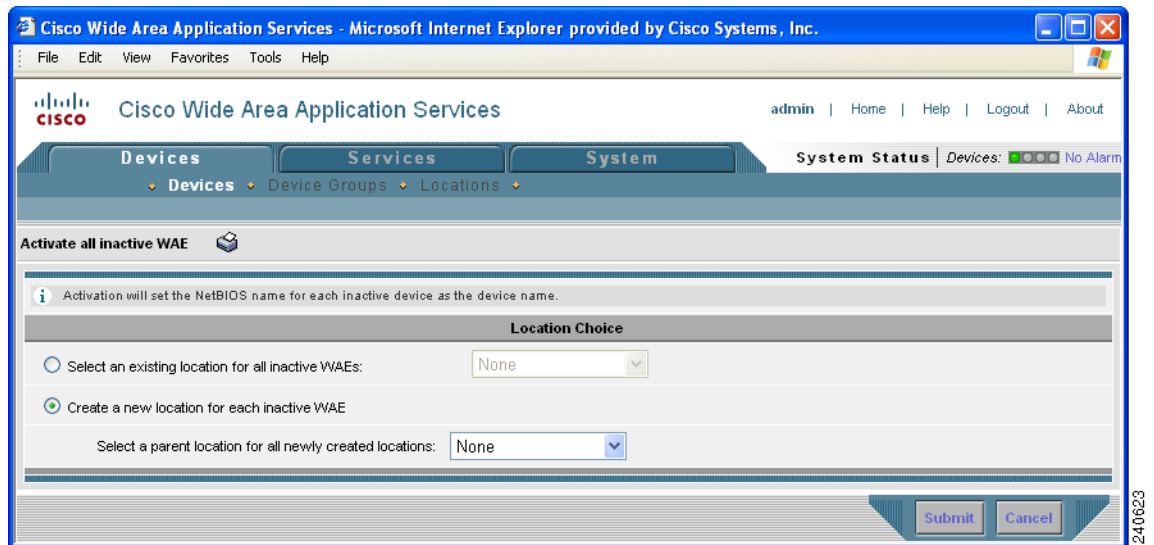 Cisco Wide Area Application Services - Microsoft Internet Explorer provided by Cisco Systems, Inc.
File Edit View Favorites Tools Help
CISCO Cisco Wide Area Application Services admin | Home | Help | Logout | About
Devices Services System System Status | Devices: No Alarm
Devices Device Groups Locations
Activate all inactive WAE
i Activation will set the NetBIOS name for each inactive device as the device name.
Location Choice
Select an existing location for all inactive WAEs: None
Create a new location for each inactive WAE
Select a parent location for all newly created locations: None
Submit Cancel
240623